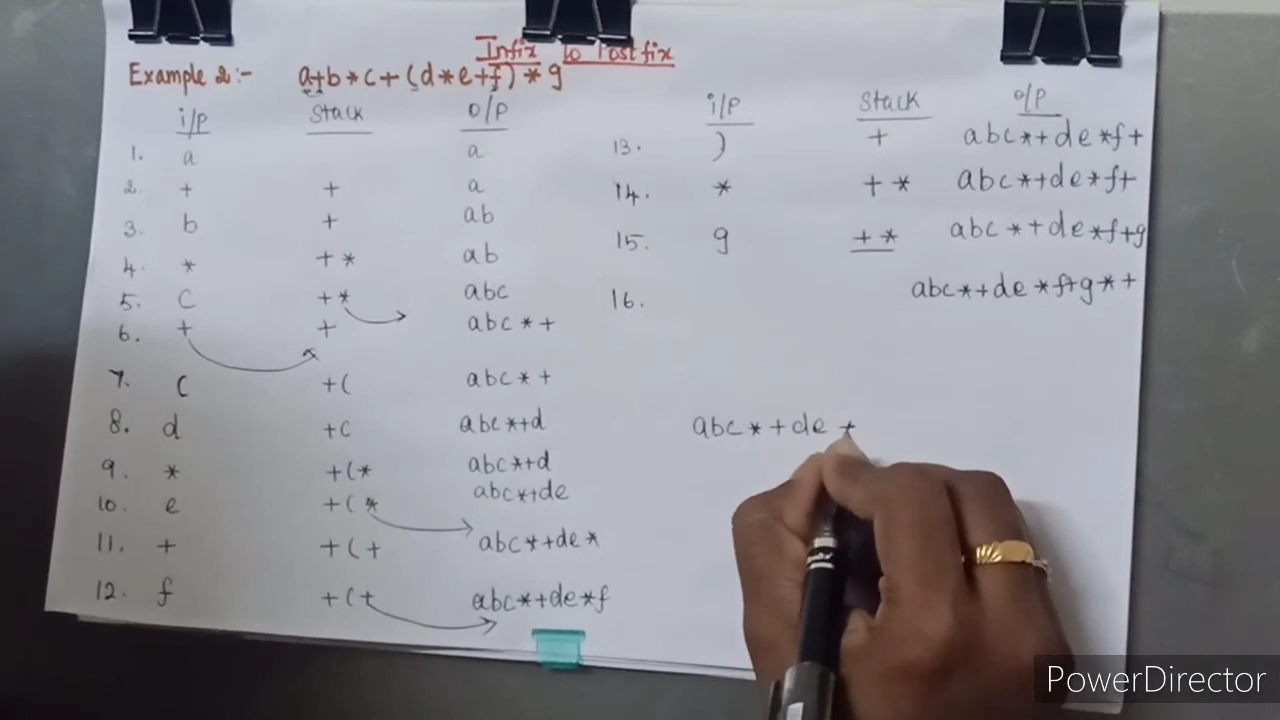 Infix to Postfix
Example 2:- a+b*c+(d*e+f)*g
i/p Stack o/p
1. a a
2. + + a
3. b + ab
4. * +* ab
5. C +* abc
6. + + abc*+
7. ( +( abc*+
8. d +( abc*+d
9. * +(* abc*+d
10. e +(* abc*+de
11. + +(+ abc*+de*
12. f +(+ abc*+de*f
i/p Stack o/p
13. ) + abc*+de*f+
14. * +* abc*+de*f+
15. g +* abc*+de*f+g
16. abc*+de*f+g*+
abc*+de*
PowerDirector